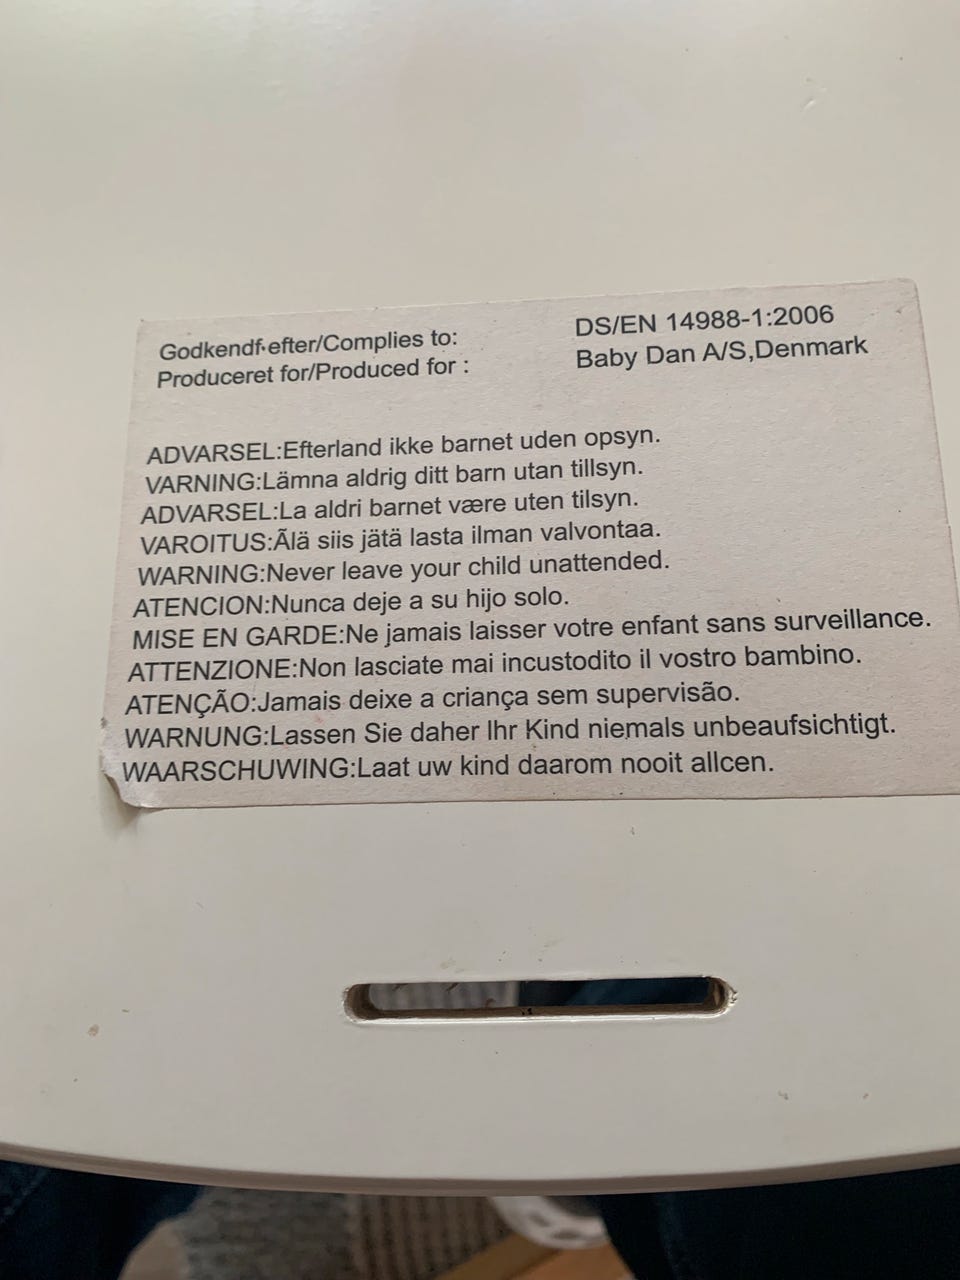 Godkendf·efter/Complies to: DS/EN 14988-1:2006
Produceret for/Produced for : Baby Dan A/S,Denmark
ADVARSEL:Efterland ikke barnet uden opsyn.
VARNING:Lämna aldrig ditt barn utan tillsyn.
ADVARSEL:La aldri barnet være uten tilsyn.
VAROITUS:Ãlä siis jätä lasta ilman valvontaa.
WARNING:Never leave your child unattended.
ATENCION:Nunca deje a su hijo solo.
MISE EN GARDE:Ne jamais laisser votre enfant sans surveillance.
ATTENZIONE:Non lasciate mai incustodito il vostro bambino.
ATENÇÃO:Jamais deixe a criança sem supervisão.
WARNUNG:Lassen Sie daher lhr Kind niemals unbeaufsichtigt.
WAARSCHUWING:Laat uw kind daarom nooit allcen.